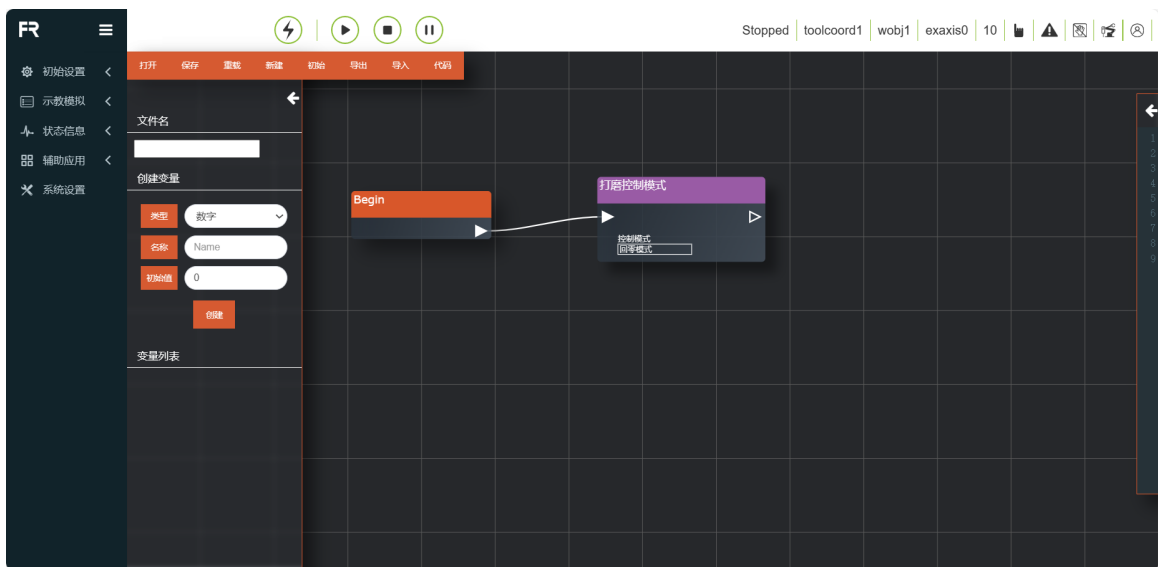 FR
Stopped toolcoord1 wobj1 exaxis0 10
初始设置
示教模拟
状态信息
辅助应用
系统设置
打开 保存 重载 新建 初始 导出 导入 代码
文件名
创建变量
类型 数字
名称 Name
初始值 0
创建
变量列表
Begin
打磨控制模式
控制模式
回零模式
1
2
3
4
5
6
7
8
9